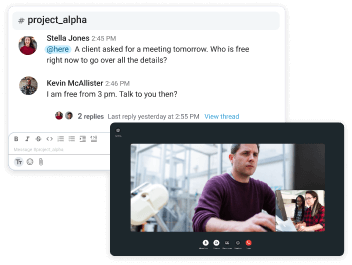 # project_alpha
Stella Jones 2:45 PM
@here A client asked for a meeting tomorrow. Who is free
right now to go over all the details?
Kevin McAllister 2:46 PM
I am free from 3 pm. Talk to you then?
2 replies Last reply yesterday at 2:55 PM View thread
B I S <>
Message #project_alpha
Tr